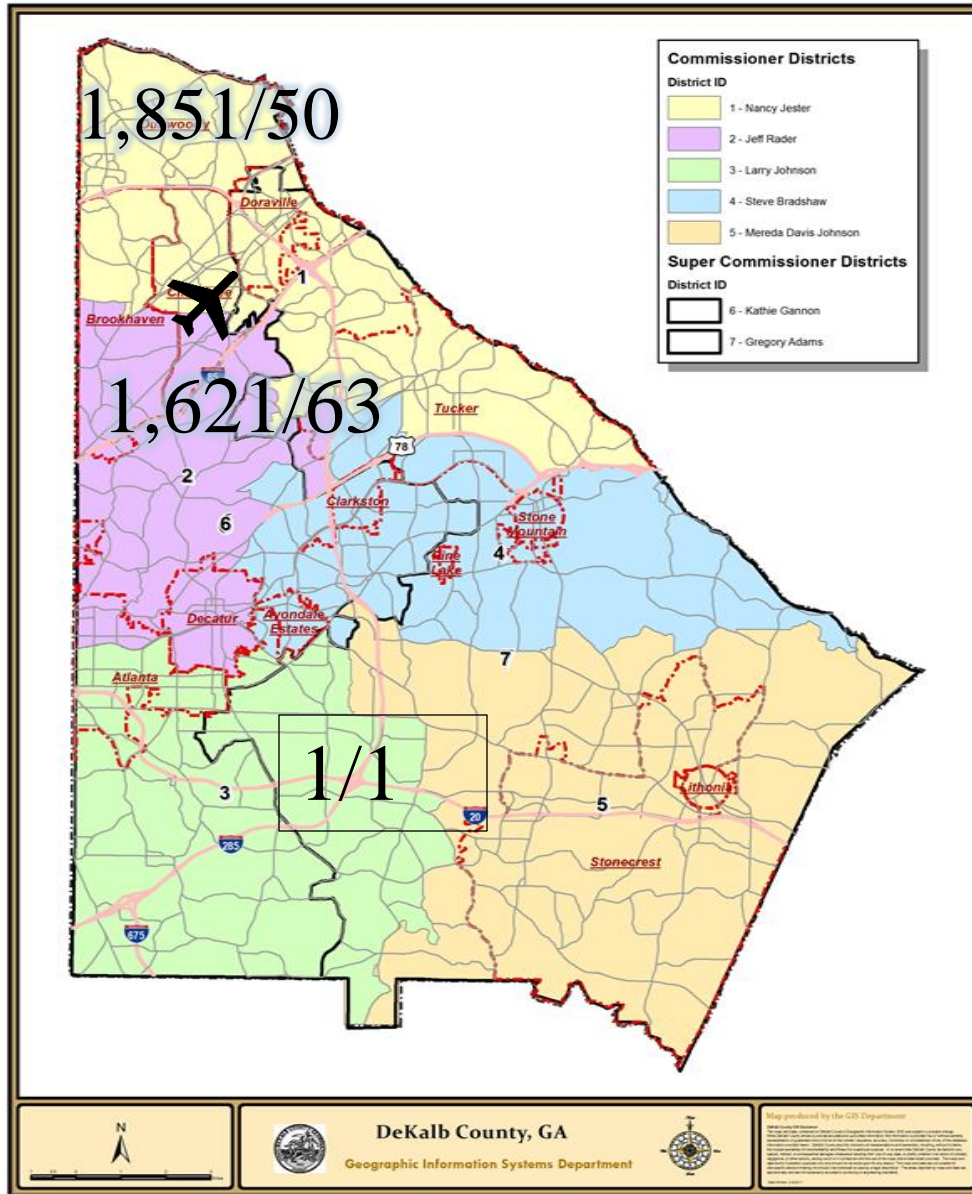 1,851/50
Commissioner Districts
District ID
1 - Nancy Jester
2 - Jeff Rader
3 - Larry Johnson
4 - Steve Bradshaw
5 - Mereda Davis Johnson
Super Commissioner Districts
District ID
6 - Kathie Gannon
7 - Gregory Adams
Doraville
1
Brookhaven
85
1,621/63
Tucker
78
2
Clarkston
6
Stone
Mountain
4
Lake
Decatur
Avondale
Estates
7
Atlanta
1/1
3
5
20
285
Stonecrest
675
N
DeKalb County, GA
Geographic Information Systems Department
Map produced by the GIS Department